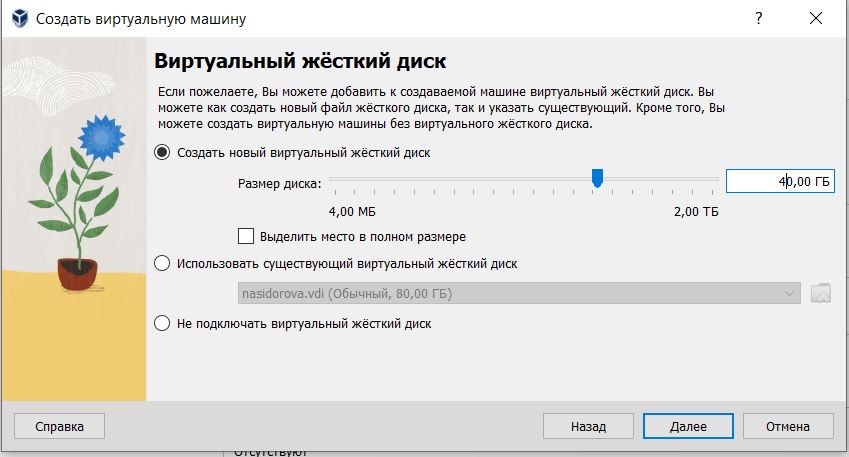 Создать виртуальную машину
Виртуальный жёсткий диск
Если пожелаете, Вы можете добавить к создаваемой машине виртуальный жёсткий диск. Вы
можете как создать новый файл жёсткого диска, так и указать существующий. Кроме того, Вы
можете создать виртуальную машины без виртуального жёсткого диска.
Создать новый виртуальный жёсткий диск
Размер диска:
40,00 ГБ
4,00 МБ
2,00 ТБ
Выделить место в полном размере
Использовать существующий виртуальный жёсткий диск
nasidorova.vdi (Обычный, 80,00 ГБ)
Не подключать виртуальный жёсткий диск
Справка
Назад
Далее
Отмена
Отсутствуют